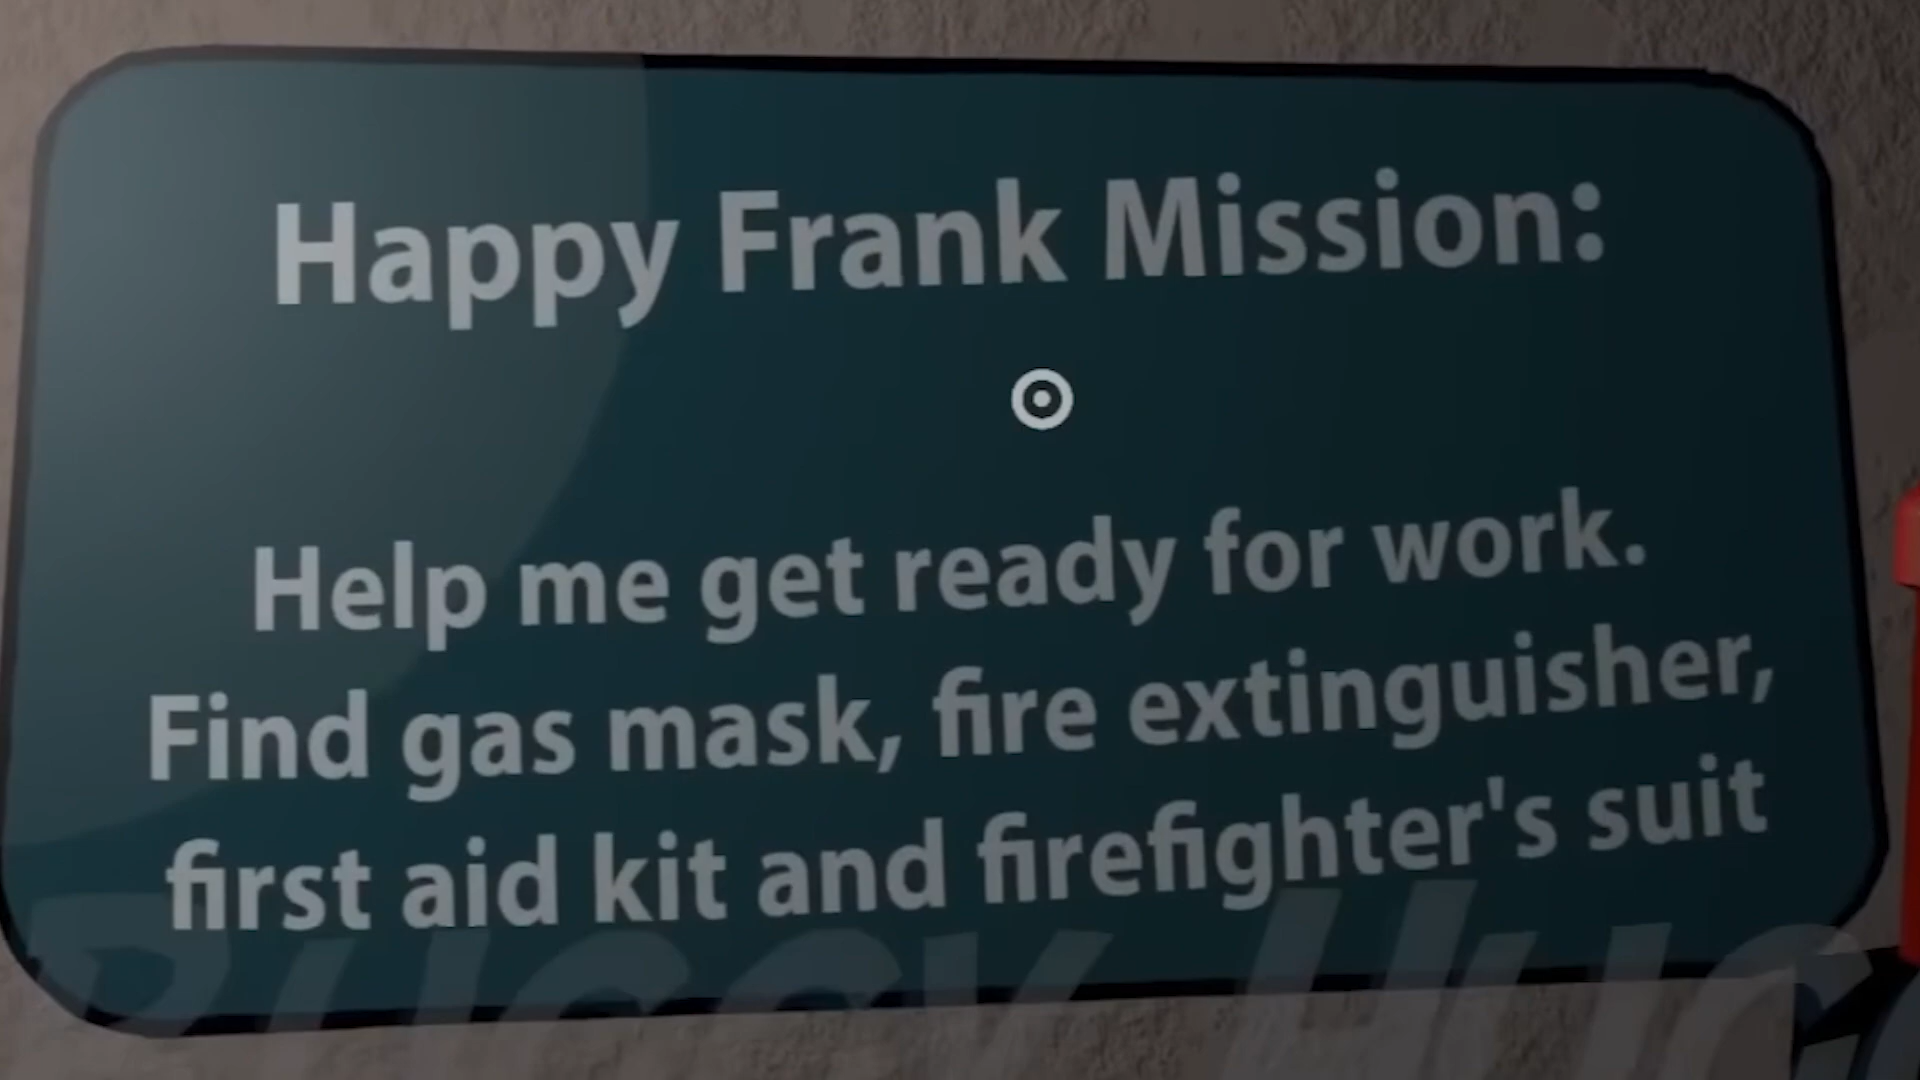 Happy Frank Mission:
Help me get ready for work.
Find gas mask, fire extinguisher,
first aid kit and firefighter's suit